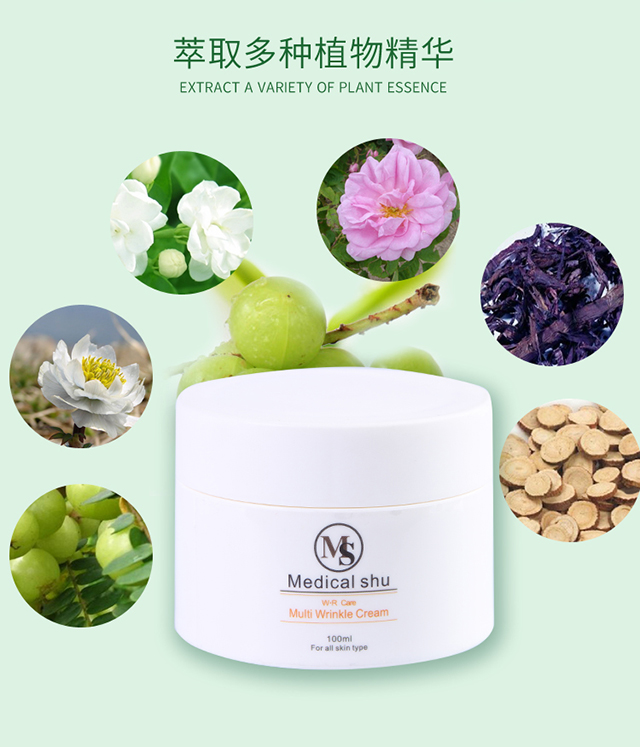 萃取多种植物精华
EXTRACT A VARIETY OF PLANT ESSENCE
MS
Medical shu
W-R Care
Multi Wrinkle Cream
100ml
For all skin type